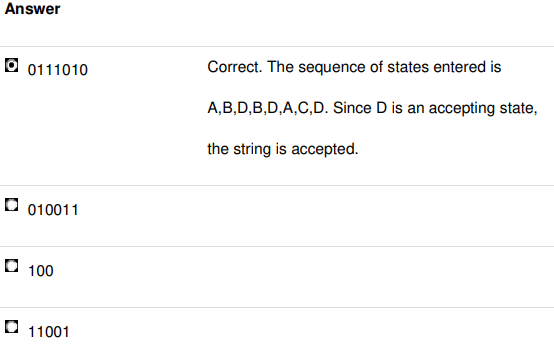 Answer
0111010
Correct. The sequence of states entered is
A,B,D,B,D,A,C,D. Since D is an accepting state,
the string is accepted.
010011
100
11001